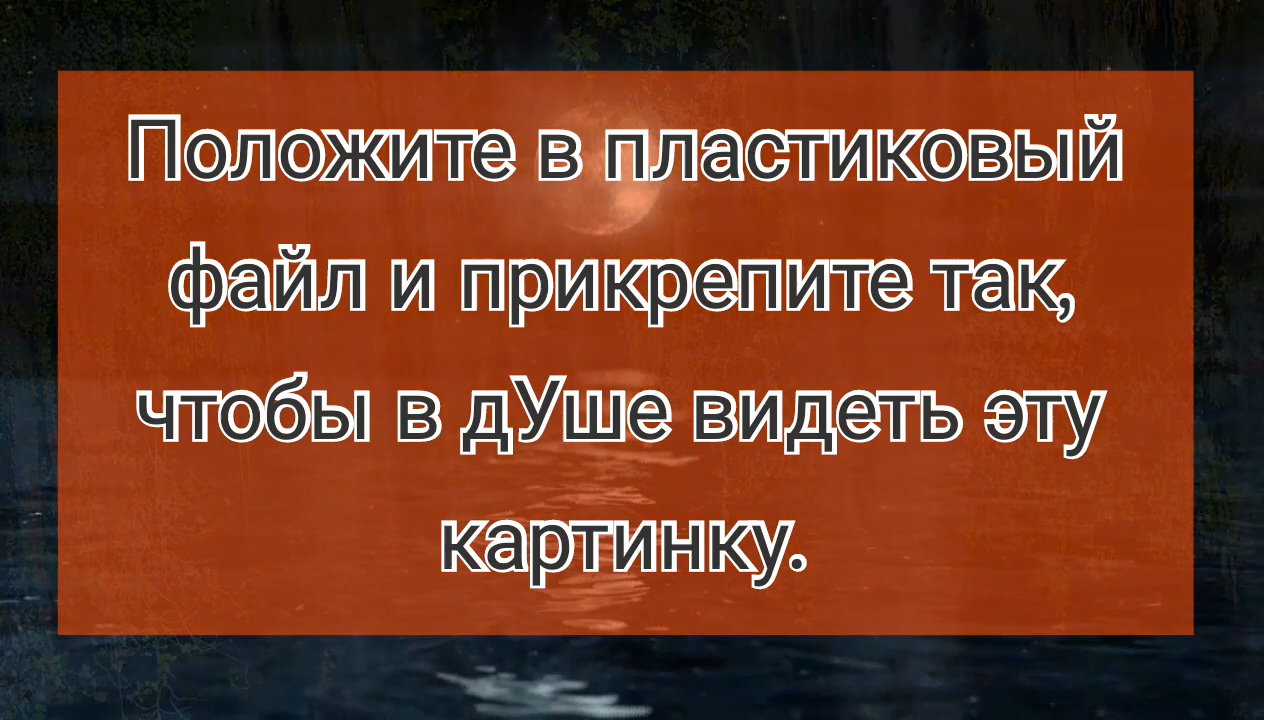 Положите в пластиковый
файл и прикрепите так,
чтобы в дУше видеть эту
картинку.